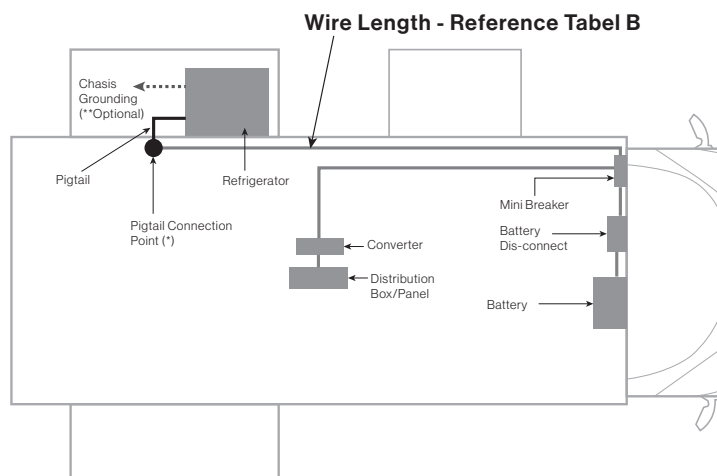 Wire Length - Reference Tabel B
Chasis
Grounding
(**Optional)
Pigtail
Refrigerator
Pigtail Connection
Point (*)
Mini Breaker
Converter
Battery
Dis-connect
Distribution
Box/Panel
Battery